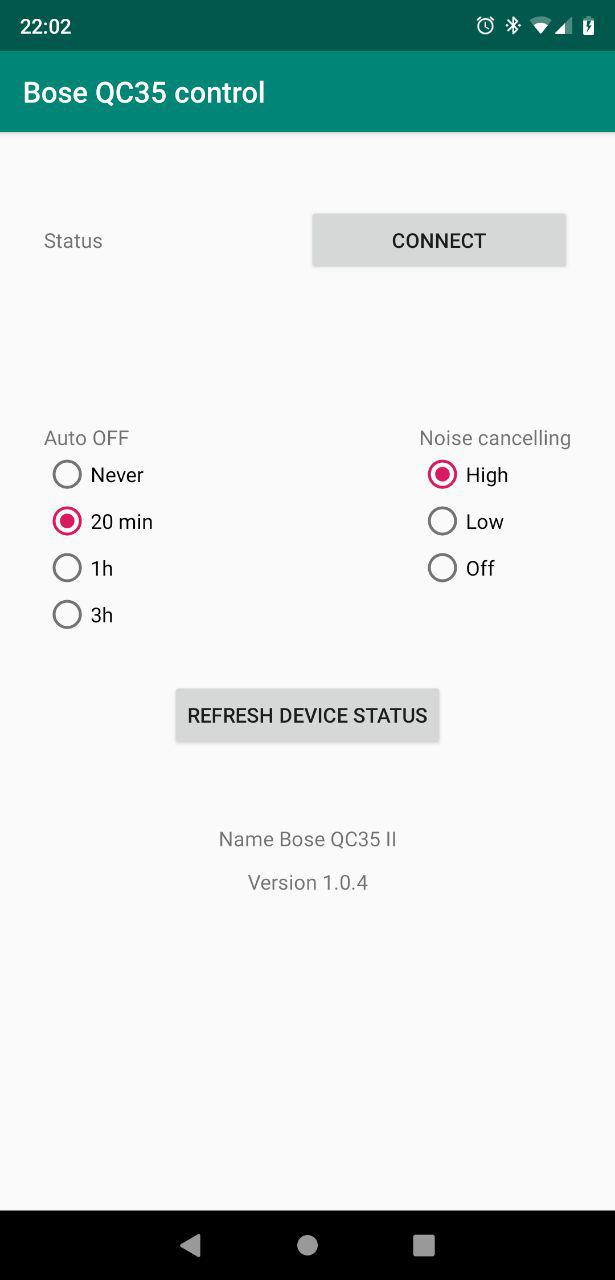 22:02
Bose QC35 control
Status
CONNECT
Auto OFF
Noise cancelling
Never
High
20 min
Low
1h
Off
3h
REFRESH DEVICE STATUS
Name Bose QC35 II
Version 1.0.4